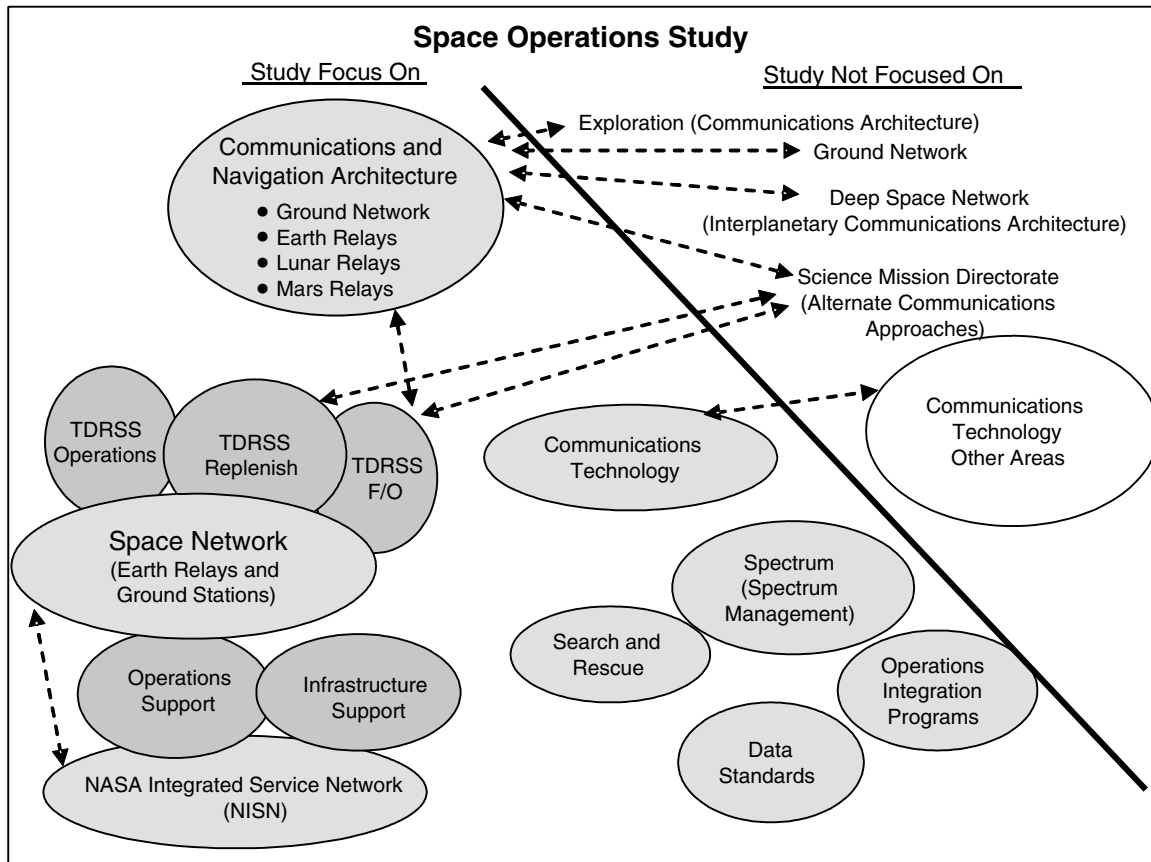 Space Operations Study
Study Focus On
Study Not Focused On
Communications and
Navigation Architecture
● Ground Network
● Earth Relays
● Lunar Relays
● Mars Relays
Exploration (Communications Architecture)
Ground Network
Deep Space Network
(Interplanetary Communications Architecture)
Science Mission Directorate
(Alternate Communications
Approaches)
TDRSS
Operations
TDRSS
Replenish
TDRSS
F/O
Communications
Technology
Communications
Technology
Other Areas
Space Network
(Earth Relays and
Ground Stations)
Spectrum
(Spectrum
Management)
Search and
Rescue
Operations
Integration
Programs
Operations
Support
Infrastructure
Support
Data
Standards
NASA Integrated Service Network
(NISN)